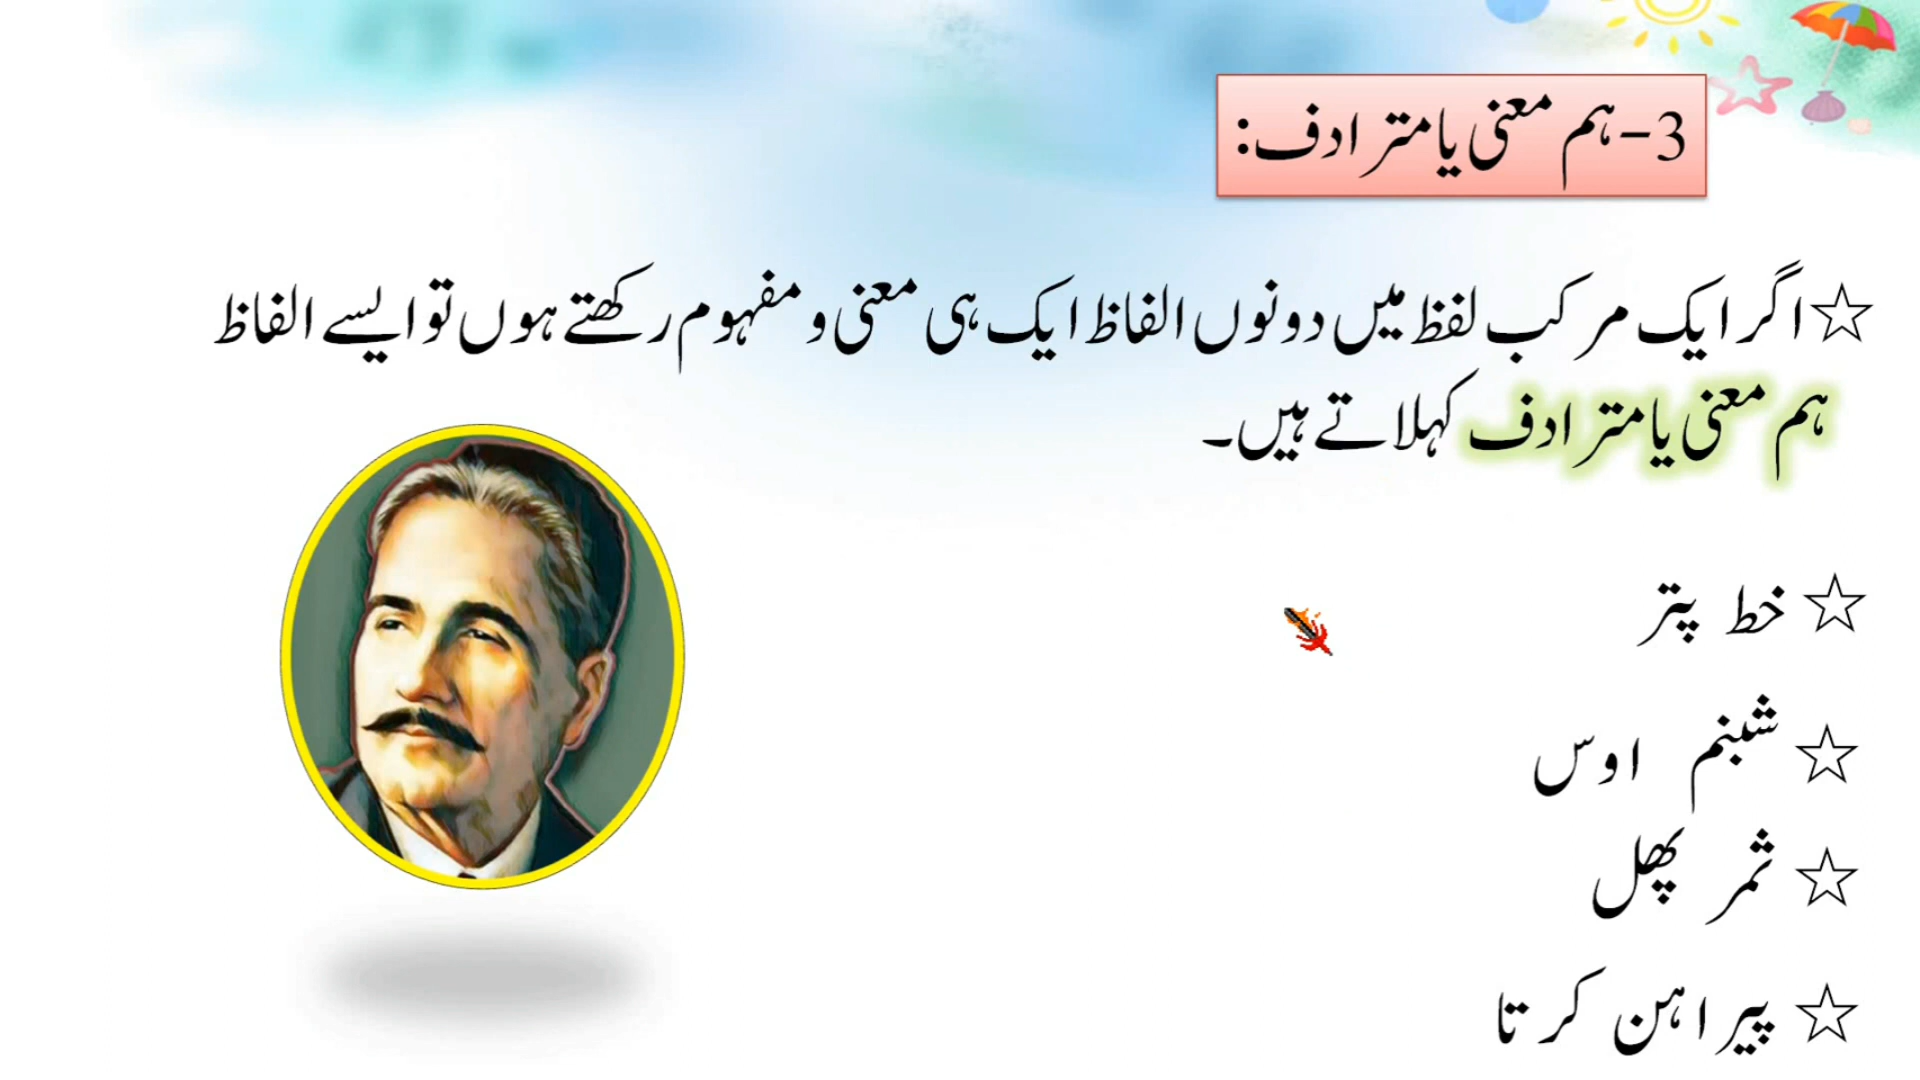 3-ہم معنی یا مترادف:
☆اگر ایک مرکب لفظ میں دونوں الفاظ ایک ہی معنی و مفہوم رکھتے ہوں تو ایسے الفاظ
ہم معنی یا مترادف کہلاتے ہیں۔
☆ خط پتر
☆ شبنم اوس
☆ ثمر پھل
☆ پیراہن کرتا